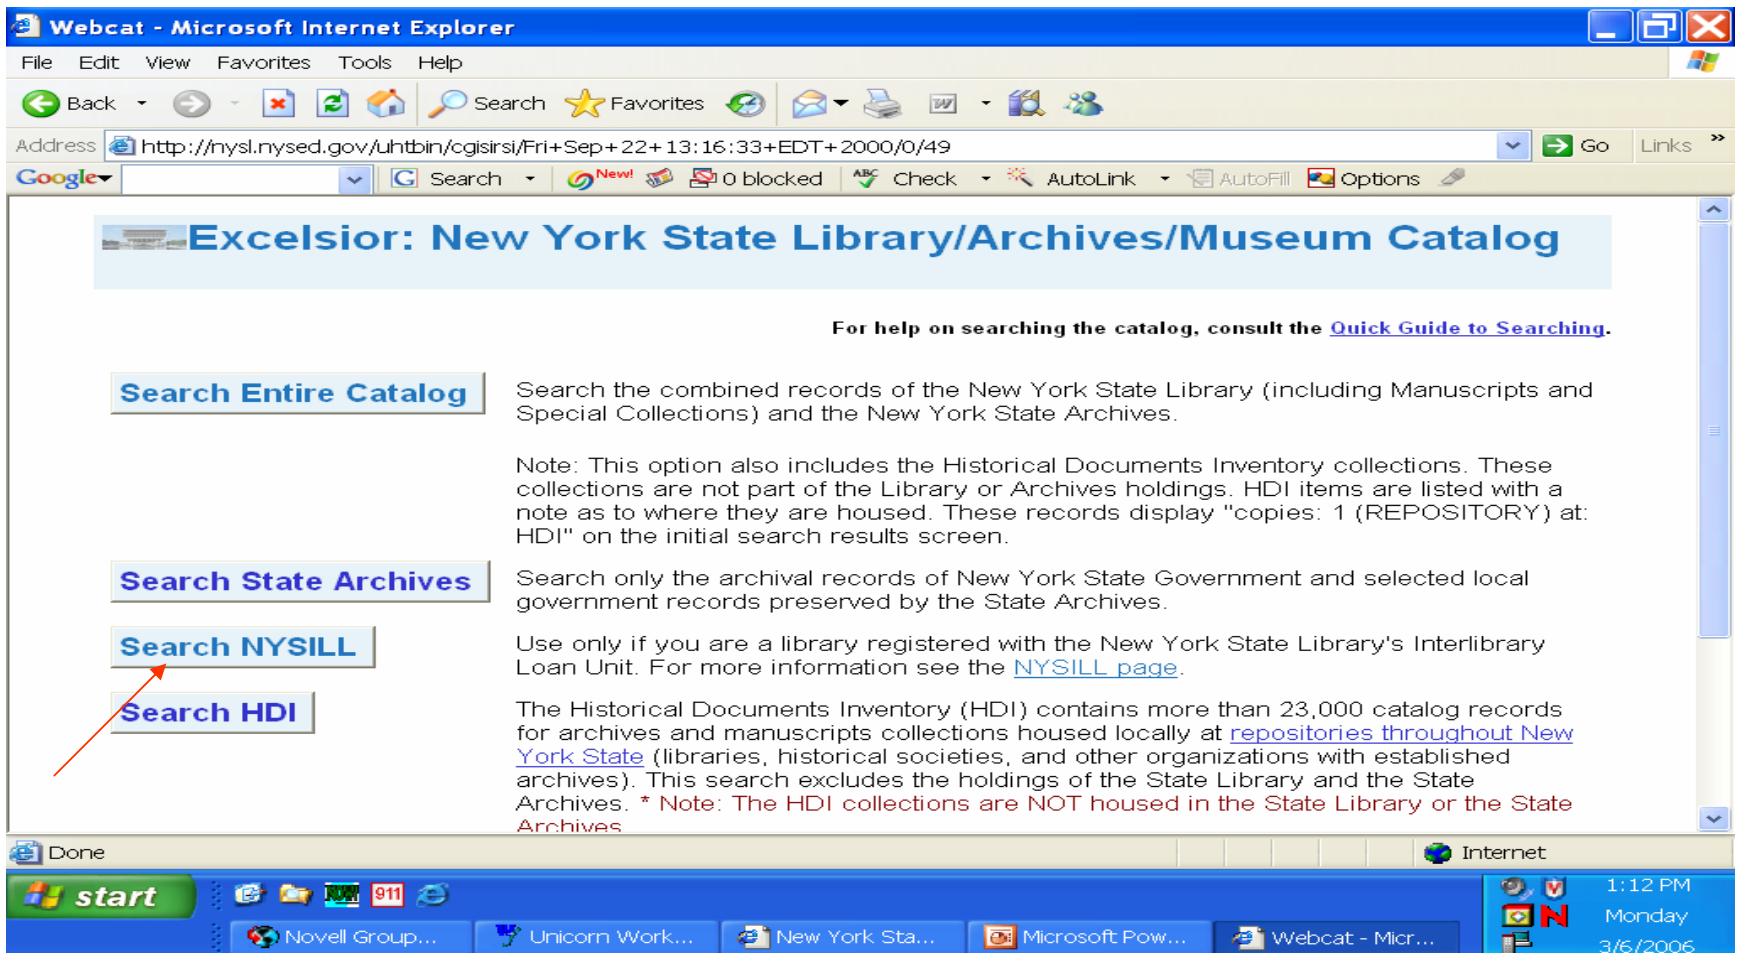 Webcat - Microsoft Internet Explorer
File Edit View Favorites Tools Help
Back Search Favorites
Address http://nysl.nysed.gov/uhtbin/cgisirsi/Fri+Sep+22+13:16:33+EDT+2000/0/49 Go Links »
Google G Search New! 0 blocked ABC Check AutoLink AutoFill Options
Excelsior: New York State Library/Archives/Museum Catalog
For help on searching the catalog, consult the Quick Guide to Searching.
Search Entire Catalog
Search the combined records of the New York State Library (including Manuscripts and
Special Collections) and the New York State Archives.
Note: This option also includes the Historical Documents Inventory collections. These
collections are not part of the Library or Archives holdings. HDI items are listed with a
note as to where they are housed. These records display "copies: 1 (REPOSITORY) at:
HDI" on the initial search results screen.
Search State Archives
Search only the archival records of New York State Government and selected local
government records preserved by the State Archives.
Search NYSILL
Use only if you are a library registered with the New York State Library's Interlibrary
Loan Unit. For more information see the NYSILL page.
Search HDI
The Historical Documents Inventory (HDI) contains more than 23,000 catalog records
for archives and manuscripts collections housed locally at repositories throughout New
York State (libraries, historical societies, and other organizations with established
archives). This search excludes the holdings of the State Library and the State
Archives. * Note: The HDI collections are NOT housed in the State Library or the State
Archives
Done Internet
start 911 1:12 PM
Monday
Novell Group... Unicorn Work... New York Sta... Microsoft Pow... Webcat - Micr... 3/6/2006